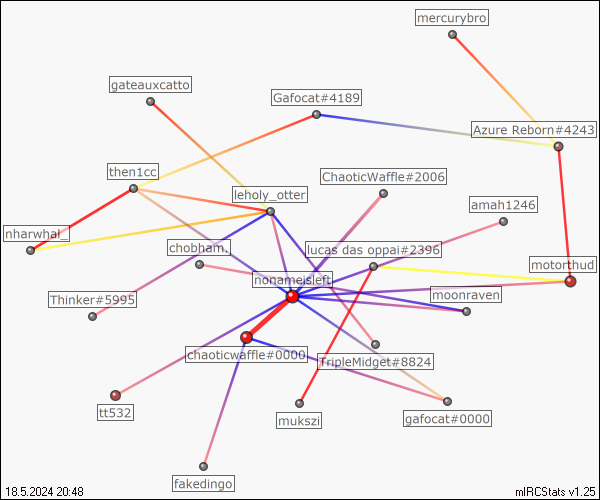 mercurybro
gateauxcatto
Gafocat#4189
Azure Reborn#4243
then1cc
ChaoticWaffle#2006
leholy_otter
amah1246
nharwhal_
chobham.
lucas das oppai#2396
motorthud
nonameisleft
Thinker#5995
moonraven
chaoticwaffle#0000
TripleMidget#8824
tt532
mukszi
gafocat#0000
fakedingo
18.5.2024 20:48
mIRCStats v1.25